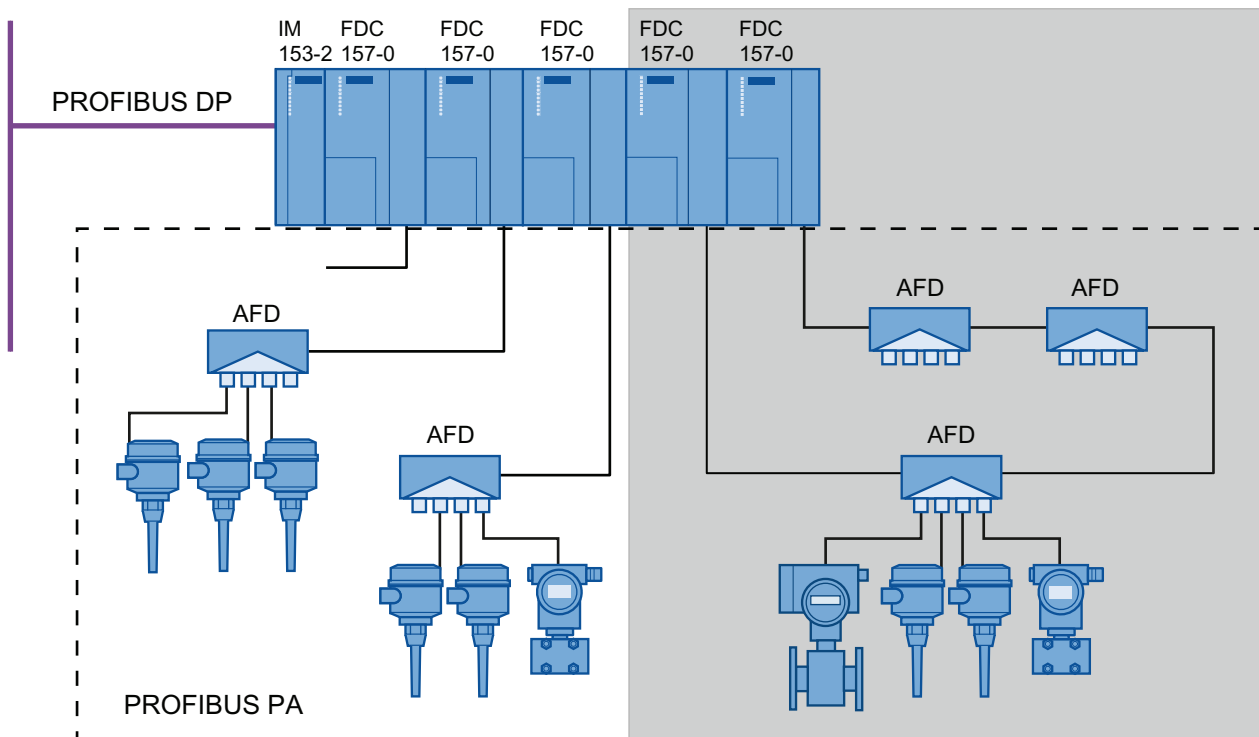 IM FDC FDC FDC FDC FDC
153-2 157-0 157-0 157-0 157-0 157-0
PROFIBUS DP
AFD AFD
AFD
AFD AFD
PROFIBUS PA